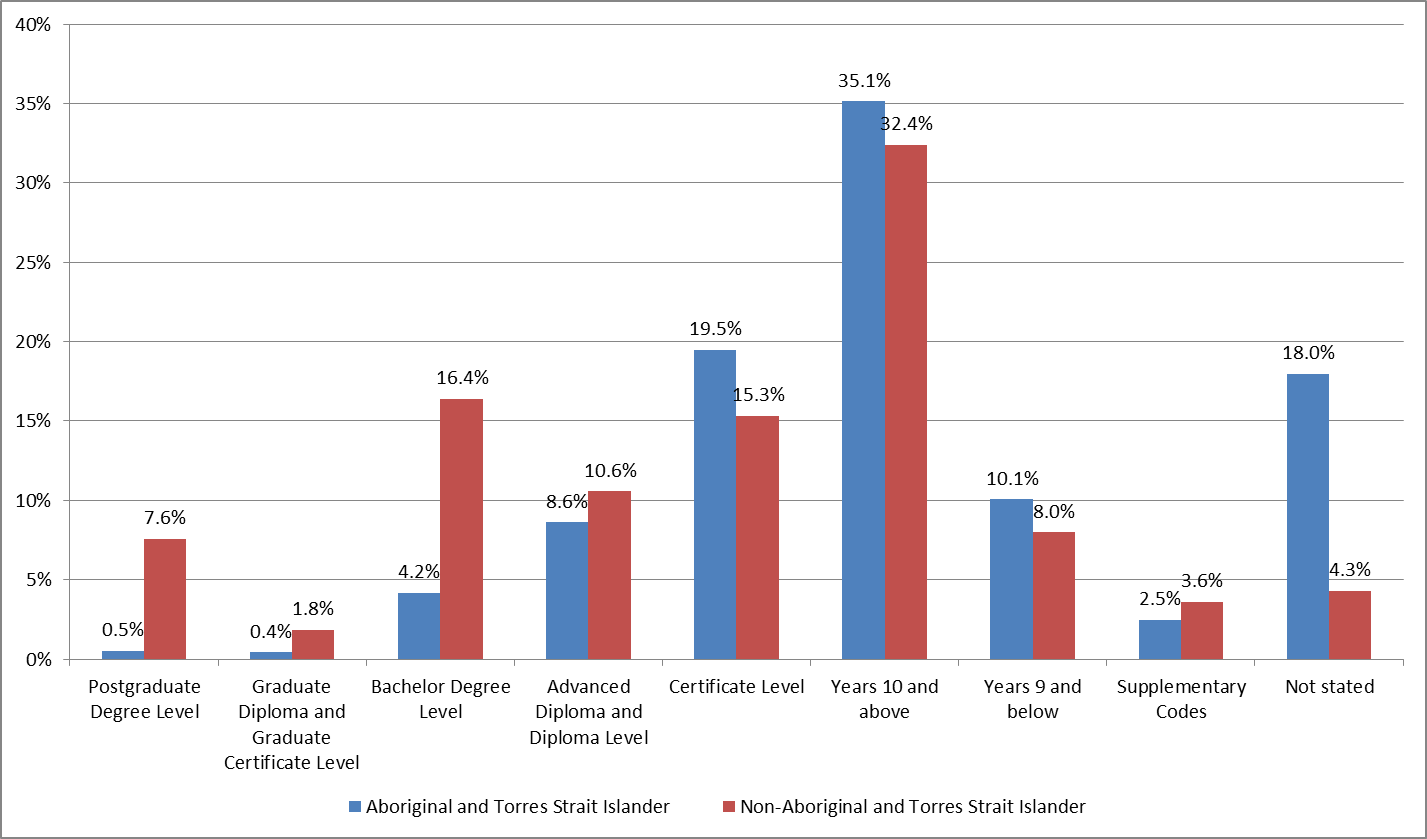 40%
35%
30%
25%
20%
15%
10%
5%
0%
0.5%
7.6%
0.4%
1.8%
4.2%
16.4%
8.6%
10.6%
19.5%
15.3%
35.1%
32.4%
10.1%
8.0%
2.5%
3.6%
18.0%
4.3%
Postgraduate
Degree Level
Graduate
Diploma and
Graduate
Certificate Level
Bachelor Degree
Level
Advanced
Diploma and
Diploma Level
Certificate Level
Years 10 and
above
Years 9 and
below
Supplementary
Codes
Not stated
Aboriginal and Torres Strait Islander
Non-Aboriginal and Torres Strait Islander